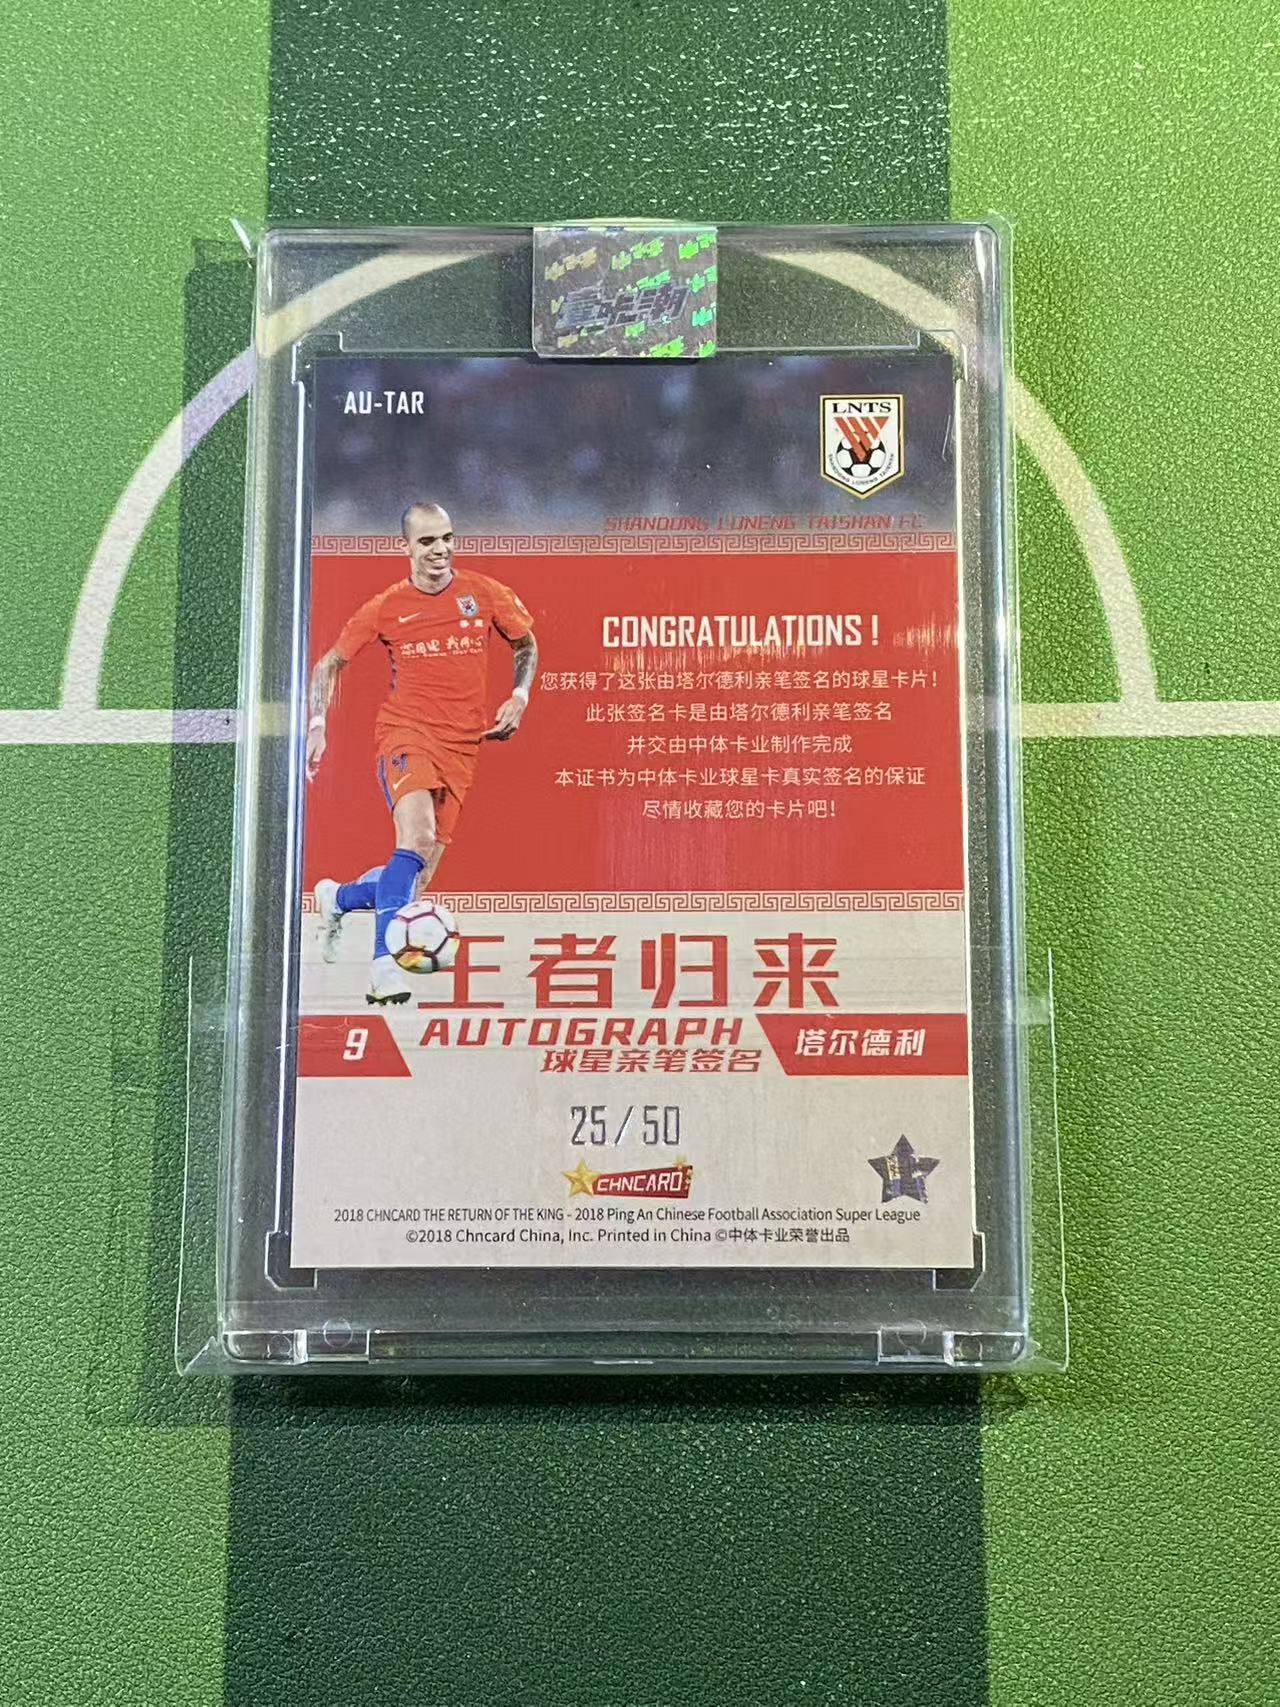 AU-TAR
LNTS
SHANDONG LUNENG TAISHAN
SHANDONG LUNENG TAISHAN FC
CONGRATULATIONS!
您获得了这张由塔尔德利亲笔签名的球星卡片!
此张签名卡是由塔尔德利亲笔签名
并交由中体卡业制作完成
本证书为中体卡业球星卡真实签名的保证
尽情收藏您的卡片吧!
王者归来
9
AUTOGRAPH
塔尔德利
球星亲笔签名
25/50
CHNCARD
2018 CHNCARD THE RETURN OF THE KING - 2018 Ping An Chinese Football Association Super League
©2018 Chncard China, Inc. Printed in China ©中体卡业荣誉出品